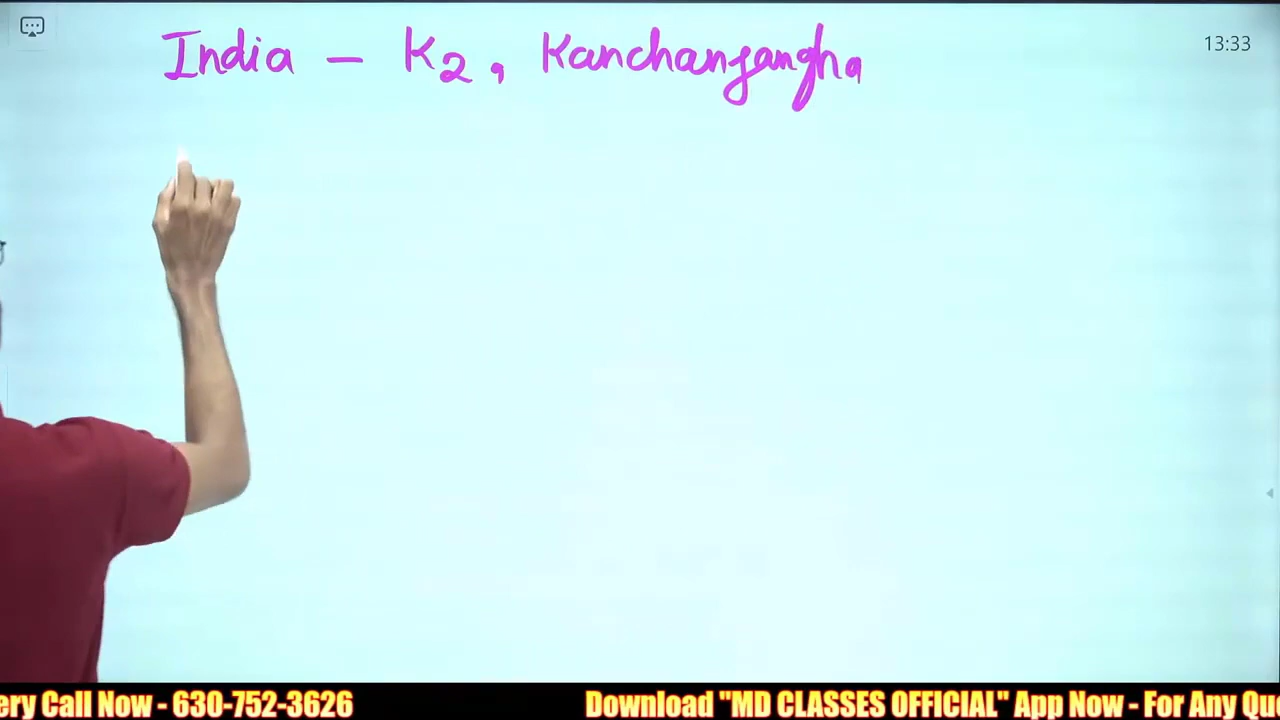 India - K2, Kanchanjangha
13:33
ery Call Now - 630-752-3626 Download "MD CLASSES OFFICIAL" App Now - For Any Qu